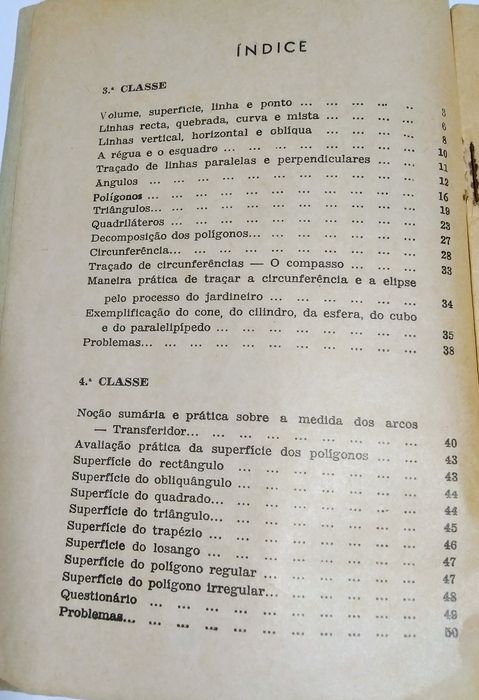 ÍNDICE
3.ª CLASSE
Volume, superfície, linha e ponto ... ... ... ... .. 3
Linhas recta, quebrada, curva e mista ... ... ... ... 6
Linhas vertical, horizontal e oblíqua ... ... ... ... 8
A régua e o esquadro ... ... ... ... ... ... ... 10
Traçado de linhas paralelas e perpendiculares ... ... 11
Ângulos ... ... ... ... ... ... ... ... ... ... 12
Polígonos ... ... ... ... ... ... ... ... ... ... 16
Triângulos... ... ... ... ... ... ... ... ... ... 19
Quadriláteros ... ... ... ... ... ... ... ... ... 23
Decomposição dos polígonos... ... ... ... ... ... 27
Circunferência... ... ... ... ... ... ... ... ... 28
Traçado de circunferências — O compasso ... ... ... 33
Maneira prática de traçar a circunferência e a elipse
pelo processo do jardineiro ... ... ... ... ... 34
Exemplificação do cone, do cilindro, da esfera, do cubo
e do paralelipípedo ... ... ... ... ... ... ... 35
Problemas... ... ... ... ... ... ... ... ... ... 38
4.ª CLASSE
Noção sumária e prática sobre a medida dos arcos
— Transferidor... ... ... ... ... ... ... ... 40
Avaliação prática da superfície dos polígonos ... ... 43
Superfície do rectângulo ... ... ... ... ... ... 43
Superfície do obliquângulo ... ... ... ... ... ... 44
Superfície do quadrado... ... ... ... ... ... ... 44
Superfície do triângulo... ... ... ... ... ... ... 45
Superfície do trapézio ... ... ... ... ... ... ... 46
Superfície do losango ... ... ... ... ... ... ... 47
Superfície do polígono regular ... ... ... ... ... 47
Superfície do polígono irregular... ... ... ... ... 48
Questionário ... ... ... ... ... ... ... ... ... 49
Problemas... ... ... ... ... ... ... ... ... ... 50